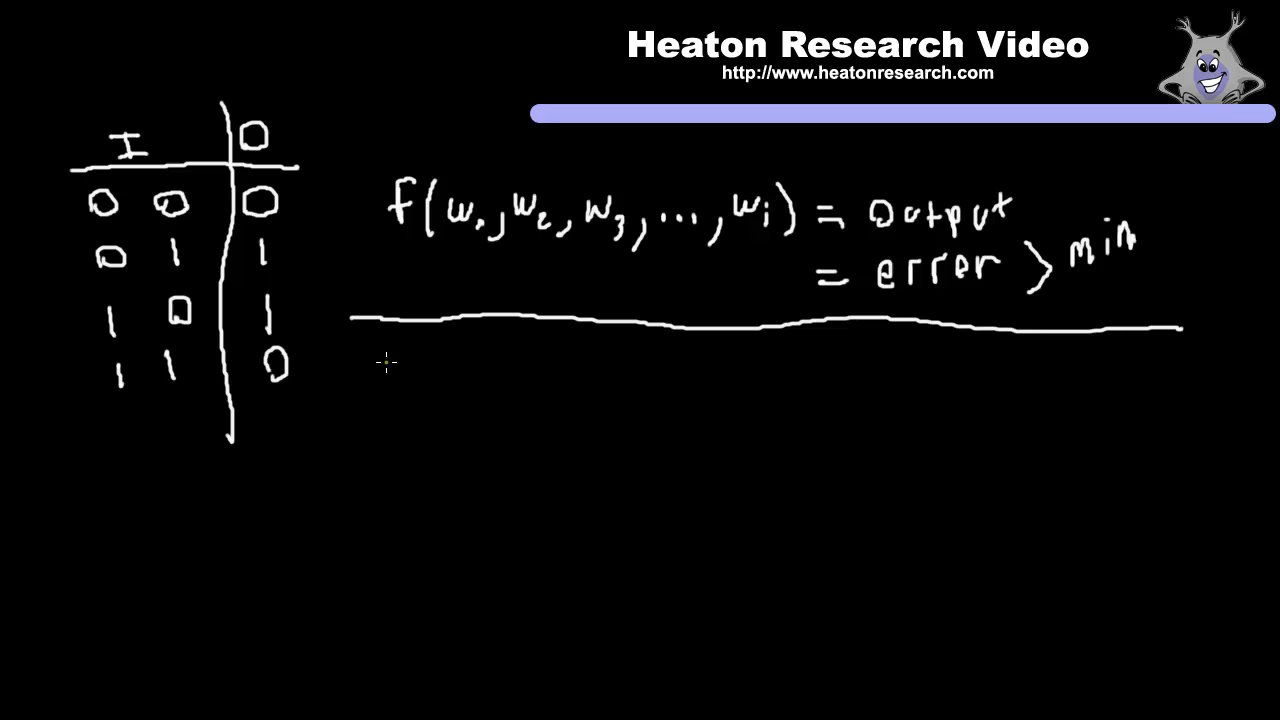 Heaton Research Video
http://www.heatonresearch.com
I O
0 0 0
0 1 1
1 0 1
1 1 0
f(w1, w2, w3, ..., wi) = output
= error } min